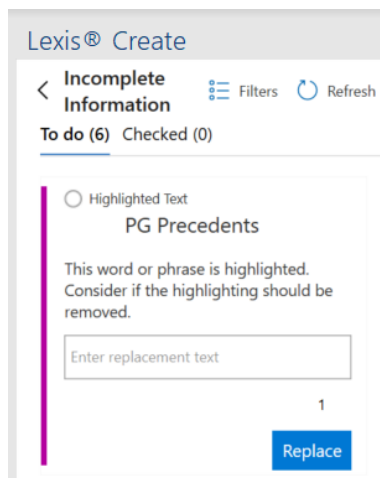 Lexis® Create
Incomplete
Information
Filters
Refresh
To do (6) Checked (0)
Highlighted Text
PG Precedents
This word or phrase is highlighted.
Consider if the highlighting should be
removed.
Enter replacement text
1
Replace